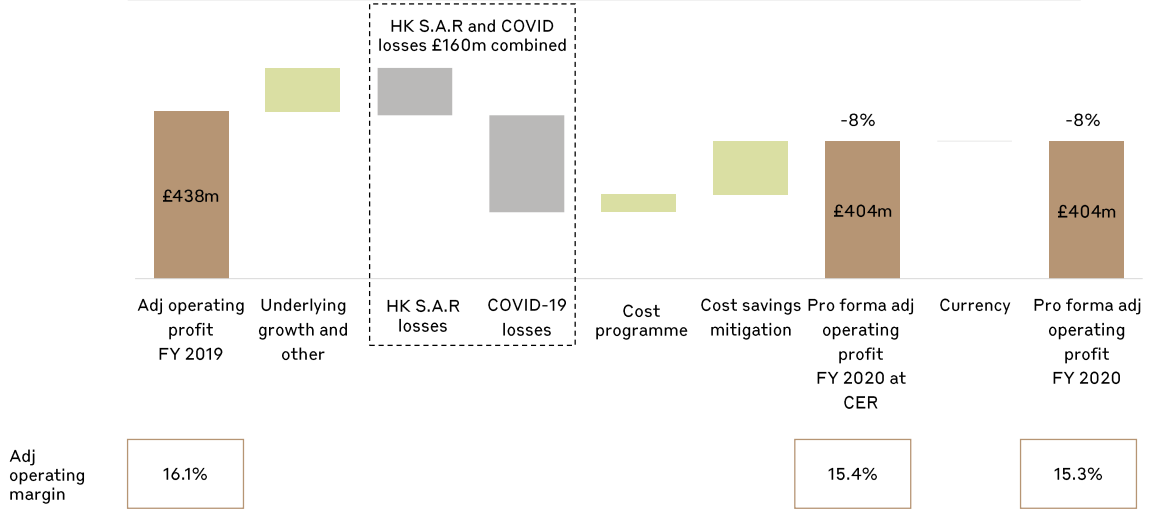 HK S.A.R and COVID
losses £160m combined
-8%
-8%
£438m
£404m
£404m
Adj operating
profit
FY 2019
Underlying
growth and
other
HK S.A.R
losses
COVID-19
losses
Cost
programme
Cost savings
mitigation
Pro forma adj
operating
profit
FY 2020 at
CER
Currency
Pro forma adj
operating
profit
FY 2020
Adj
operating
margin
16.1%
15.4%
15.3%